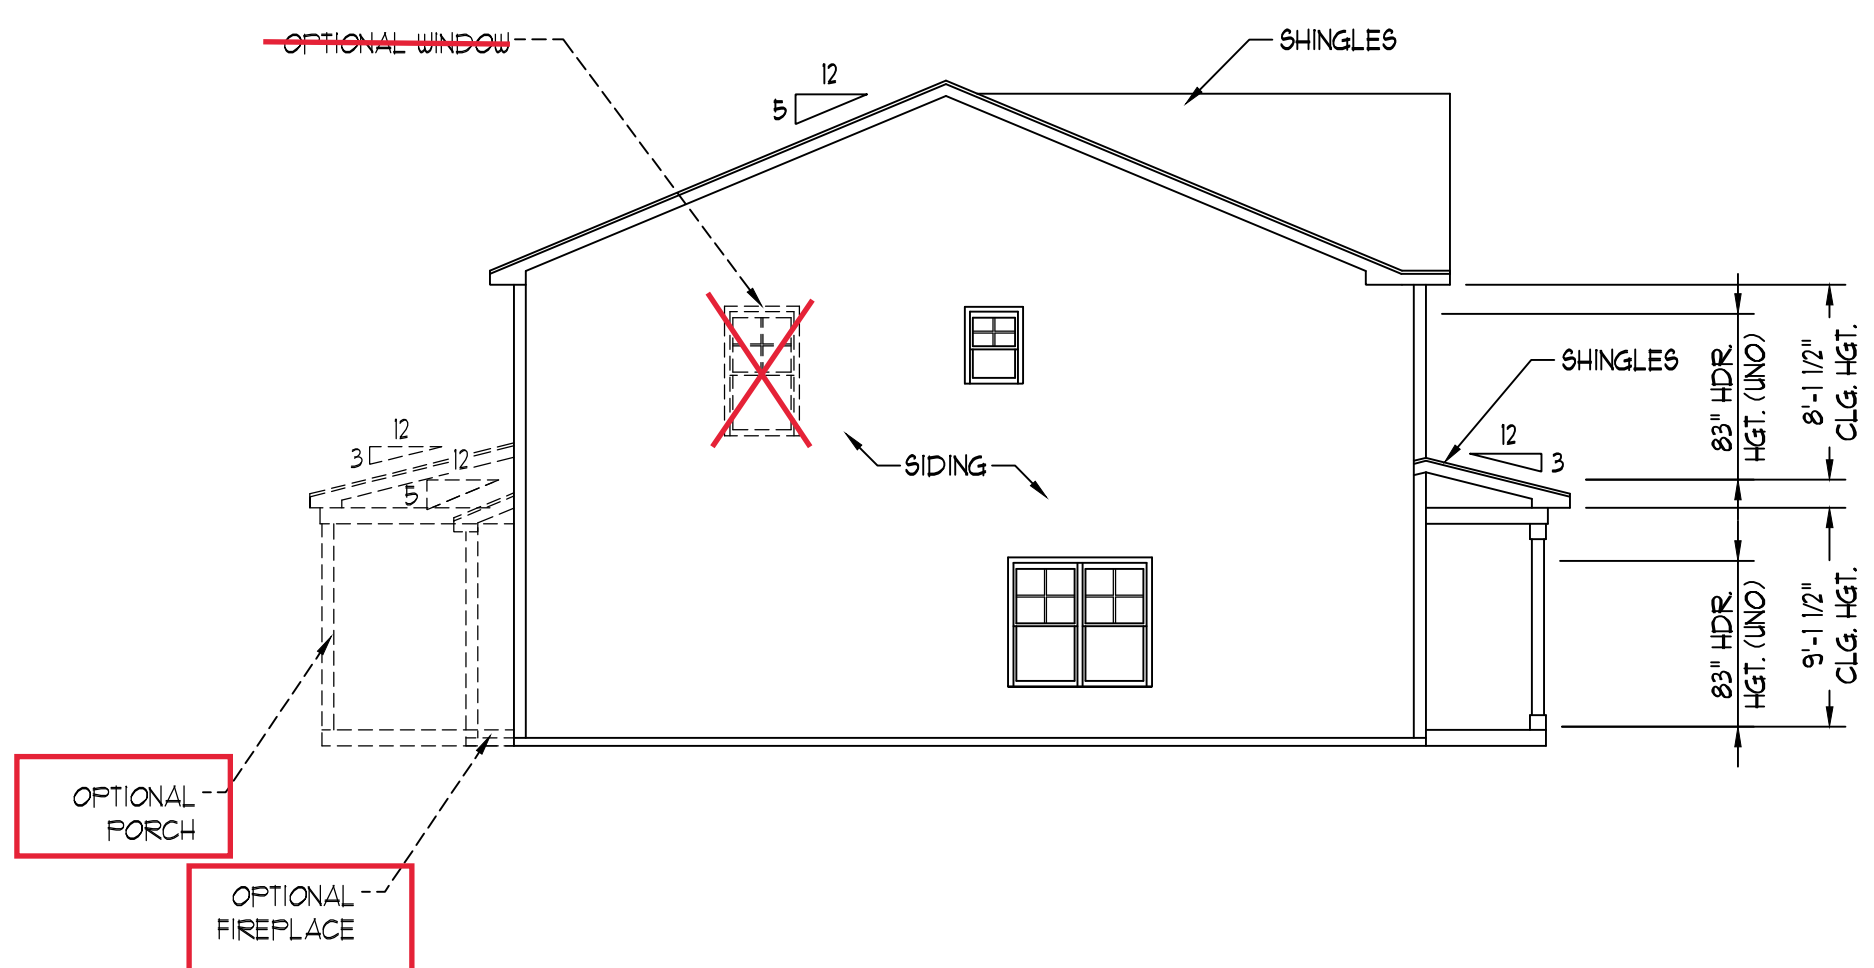 OPTIONAL WINDOW
SHINGLES
12
5
SHINGLES
12
3
12
3
12
5
SIDING
83" HDR.
HGT. (UNO)
8'-1 1/2"
CLG. HGT.
83" HDR.
HGT. (UNO)
9'-1 1/2"
CLG. HGT.
OPTIONAL
PORCH
OPTIONAL
FIREPLACE